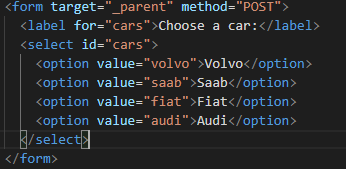 <form target="_parent" method="POST">
<label for="cars">Choose a car:</label>
<select id="cars">
<option value="volvo">Volvo</option>
<option value="saab">Saab</option>
<option value="fiat">Fiat</option>
<option value="audi">Audi</option>
</select>
</form>